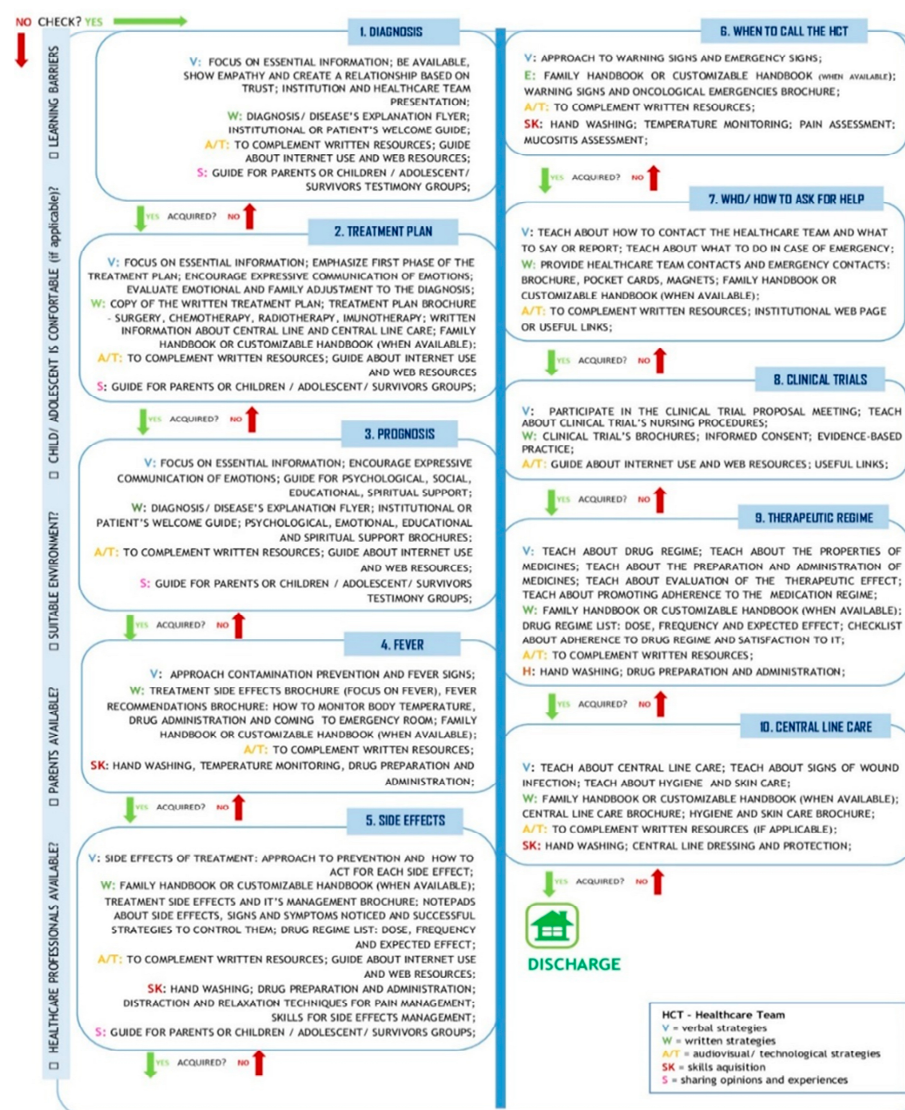 NO CHECK? YES
☐ HEALTHCARE PROFESSIONALS AVAILABLE? ☐ PARENTS AVAILABLE? ☐ SUITABLE ENVIRONMENT? ☐ CHILD/ ADOLESCENT IS CONFORTABLE (if applicable)? ☐ LEARNING BARRIERS
1. DIAGNOSIS
V: FOCUS ON ESSENTIAL INFORMATION; BE AVAILABLE,
SHOW EMPATHY AND CREATE A RELATIONSHIP BASED ON
TRUST; INSTITUTION AND HEALTHCARE TEAM
PRESENTATION;
W: DIAGNOSIS/ DISEASE'S EXPLANATION FLYER;
INSTITUTIONAL OR PATIENT'S WELCOME GUIDE;
A/T: TO COMPLEMENT WRITTEN RESOURCES; GUIDE
ABOUT INTERNET USE AND WEB RESOURCES;
S: GUIDE FOR PARENTS OR CHILDREN / ADOLESCENT/
SURVIVORS TESTIMONY GROUPS;
YES ACQUIRED? NO
2. TREATMENT PLAN
V: FOCUS ON ESSENTIAL INFORMATION; EMPHASIZE FIRST PHASE OF THE
TREATMENT PLAN; ENCOURAGE EXPRESSIVE COMMUNICATION OF EMOTIONS;
EVALUATE EMOTIONAL AND FAMILY ADJUSTMENT TO THE DIAGNOSIS;
W: COPY OF THE WRITTEN TREATMENT PLAN; TREATMENT PLAN BROCHURE
- SURGERY, CHEMOTHERAPY, RADIOTHERAPY, IMUNOTHERAPY; WRITTEN
INFORMATION ABOUT CENTRAL LINE AND CENTRAL LINE CARE; FAMILY
HANDBOOK OR CUSTOMIZABLE HANDBOOK (WHEN AVAILABLE);
A/T: TO COMPLEMENT WRITTEN RESOURCES; GUIDE ABOUT INTERNET USE
AND WEB RESOURCES
S: GUIDE FOR PARENTS OR CHILDREN / ADOLESCENT/ SURVIVORS GROUPS;
YES ACQUIRED? NO
3. PROGNOSIS
V: FOCUS ON ESSENTIAL INFORMATION; ENCOURAGE EXPRESSIVE
COMMUNICATION OF EMOTIONS; GUIDE FOR PSYCHOLOGICAL, SOCIAL,
EDUCATIONAL, SPIRITUAL SUPPORT;
W: DIAGNOSIS/ DISEASE'S EXPLANATION FLYER; INSTITUTIONAL OR
PATIENT'S WELCOME GUIDE; PSYCHOLOGICAL, EMOTIONAL, EDUCATIONAL
AND SPIRITUAL SUPPORT BROCHURES;
A/T: TO COMPLEMENT WRITTEN RESOURCES; GUIDE ABOUT INTERNET USE
AND WEB RESOURCES;
S: GUIDE FOR PARENTS OR CHILDREN / ADOLESCENT/ SURVIVORS
TESTIMONY GROUPS;
YES ACQUIRED? NO
4. FEVER
V: APPROACH CONTAMINATION PREVENTION AND FEVER SIGNS;
W: TREATMENT SIDE EFFECTS BROCHURE (FOCUS ON FEVER), FEVER
RECOMMENDATIONS BROCHURE: HOW TO MONITOR BODY TEMPERATURE,
DRUG ADMINISTRATION AND COMING TO EMERGENCY ROOM; FAMILY
HANDBOOK OR CUSTOMIZABLE HANDBOOK (WHEN AVAILABLE);
A/T: TO COMPLEMENT WRITTEN RESOURCES;
SK: HAND WASHING, TEMPERATURE MONITORING, DRUG PREPARATION AND
ADMINISTRATION;
YES ACQUIRED? NO
5. SIDE EFFECTS
V: SIDE EFFECTS OF TREATMENT: APPROACH TO PREVENTION AND HOW TO
ACT FOR EACH SIDE EFFECT;
W: FAMILY HANDBOOK OR CUSTOMIZABLE HANDBOOK (WHEN AVAILABLE);
TREATMENT SIDE EFFECTS AND IT'S MANAGEMENT BROCHURE; NOTEPADS
ABOUT SIDE EFFECTS, SIGNS AND SYMPTOMS NOTICED AND SUCCESSFUL
STRATEGIES TO CONTROL THEM; DRUG REGIME LIST: DOSE, FREQUENCY
AND EXPECTED EFFECT;
A/T: TO COMPLEMENT WRITTEN RESOURCES; GUIDE ABOUT INTERNET USE
AND WEB RESOURCES;
SK: HAND WASHING; DRUG PREPARATION AND ADMINISTRATION;
DISTRACTION AND RELAXATION TECHNIQUES FOR PAIN MANAGEMENT;
SKILLS FOR SIDE EFFECTS MANAGEMENT;
S: GUIDE FOR PARENTS OR CHILDREN / ADOLESCENT/ SURVIVORS GROUPS;
YES ACQUIRED? NO
6. WHEN TO CALL THE HCT
V: APPROACH TO WARNING SIGNS AND EMERGENCY SIGNS;
E: FAMILY HANDBOOK OR CUSTOMIZABLE HANDBOOK (WHEN AVAILABLE);
WARNING SIGNS AND ONCOLOGICAL EMERGENCIES BROCHURE;
A/T: TO COMPLEMENT WRITTEN RESOURCES;
SK: HAND WASHING; TEMPERATURE MONITORING; PAIN ASSESSMENT;
MUCOSITIS ASSESSMENT;
YES ACQUIRED? NO
7. WHO/ HOW TO ASK FOR HELP
V: TEACH ABOUT HOW TO CONTACT THE HEALTHCARE TEAM AND WHAT
TO SAY OR REPORT; TEACH ABOUT WHAT TO DO IN CASE OF EMERGENCY;
W: PROVIDE HEALTHCARE TEAM CONTACTS AND EMERGENCY CONTACTS:
BROCHURE, POCKET CARDS, MAGNETS; FAMILY HANDBOOK OR
CUSTOMIZABLE HANDBOOK (WHEN AVAILABLE);
A/T: TO COMPLEMENT WRITTEN RESOURCES; INSTITUTIONAL WEB PAGE
OR USEFUL LINKS;
YES ACQUIRED? NO
8. CLINICAL TRIALS
V: PARTICIPATE IN THE CLINICAL TRIAL PROPOSAL MEETING; TEACH
ABOUT CLINICAL TRIAL'S NURSING PROCEDURES;
W: CLINICAL TRIAL'S BROCHURES; INFORMED CONSENT; EVIDENCE-BASED
PRACTICE;
A/T: GUIDE ABOUT INTERNET USE AND WEB RESOURCES; USEFUL LINKS;
YES ACQUIRED? NO
9. THERAPEUTIC REGIME
V: TEACH ABOUT DRUG REGIME; TEACH ABOUT THE PROPERTIES OF
MEDICINES; TEACH ABOUT THE PREPARATION AND ADMINISTRATION OF
MEDICINES; TEACH ABOUT EVALUATION OF THE THERAPEUTIC EFFECT;
TEACH ABOUT PROMOTING ADHERENCE TO THE MEDICATION REGIME;
W: FAMILY HANDBOOK OR CUSTOMIZABLE HANDBOOK (WHEN AVAILABLE);
DRUG REGIME LIST: DOSE, FREQUENCY AND EXPECTED EFFECT; CHECKLIST
ABOUT ADHERENCE TO DRUG REGIME AND SATISFACTION TO IT;
A/T: TO COMPLEMENT WRITTEN RESOURCES;
H: HAND WASHING; DRUG PREPARATION AND ADMINISTRATION;
YES ACQUIRED? NO
10. CENTRAL LINE CARE
V: TEACH ABOUT CENTRAL LINE CARE; TEACH ABOUT SIGNS OF WOUND
INFECTION; TEACH ABOUT HYGIENE AND SKIN CARE;
W: FAMILY HANDBOOK OR CUSTOMIZABLE HANDBOOK (WHEN AVAILABLE);
CENTRAL LINE CARE BROCHURE; HYGIENE AND SKIN CARE BROCHURE;
A/T: TO COMPLEMENT WRITTEN RESOURCES (IF APPLICABLE);
SK: HAND WASHING; CENTRAL LINE DRESSING AND PROTECTION;
YES ACQUIRED? NO
DISCHARGE
HCT - Healthcare Team
V = verbal strategies
W = written strategies
A/T = audiovisual/ technological strategies
SK = skills aquisition
S = sharing opinions and experiences